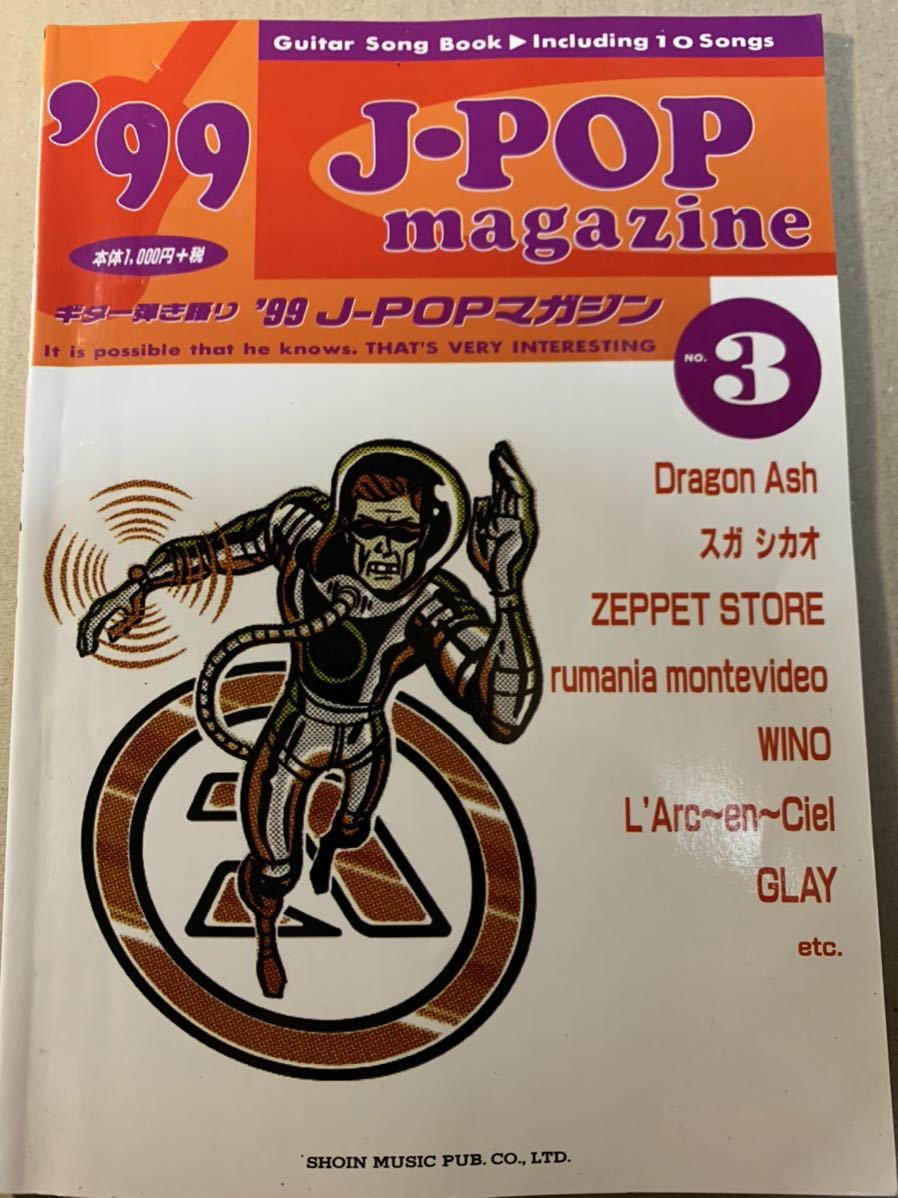 Guitar Song Book ▶ Including 10 Songs
'99 J-POP
magazine
本体1,000円+税
ギター弾き語り '99 J-POPマガジン
It is possible that he knows. THAT'S VERY INTERESTING
NO. 3
Dragon Ash
スガ シカオ
ZEPPET STORE
rumania montevideo
WINO
L'Arc~en~Ciel
GLAY
etc.
SHOIN MUSIC PUB. CO., LTD.